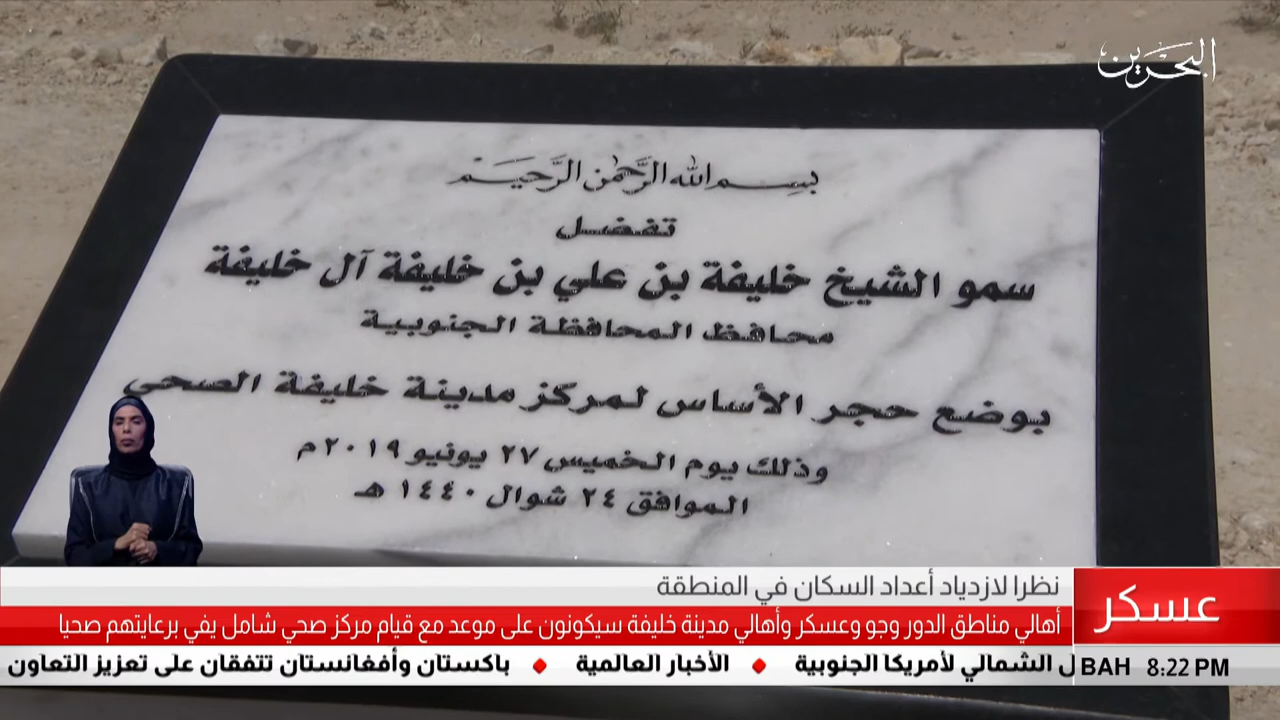 البحرين
بسم الله الرحمن الرحيم
تفضل
سمو الشيخ خليفة بن علي بن خليفة آل خليفة
محافظ المحافظة الجنوبية
بوضع حجر الأساس لمركز مدينة خليفة الصحي
وذلك يوم الخميس ٢٧ يونيو ٢٠١٩ م
الموافق ٢٤ شوال ١٤٤٠ هـ
نظرا لازدياد أعداد السكان في المنطقة
عسكر
أهالي مناطق الدور وجو وعسكر وأهالي مدينة خليفة سيكونون على موعد مع قيام مركز صحي شامل يفي برعايتهم صحيا
ل الشمالي لأمريكا الجنوبية ♦ الأخبار العالمية ♦ باكستان وأفغانستان تتفقان على تعزيز التعاون
BAH 8:22 PM